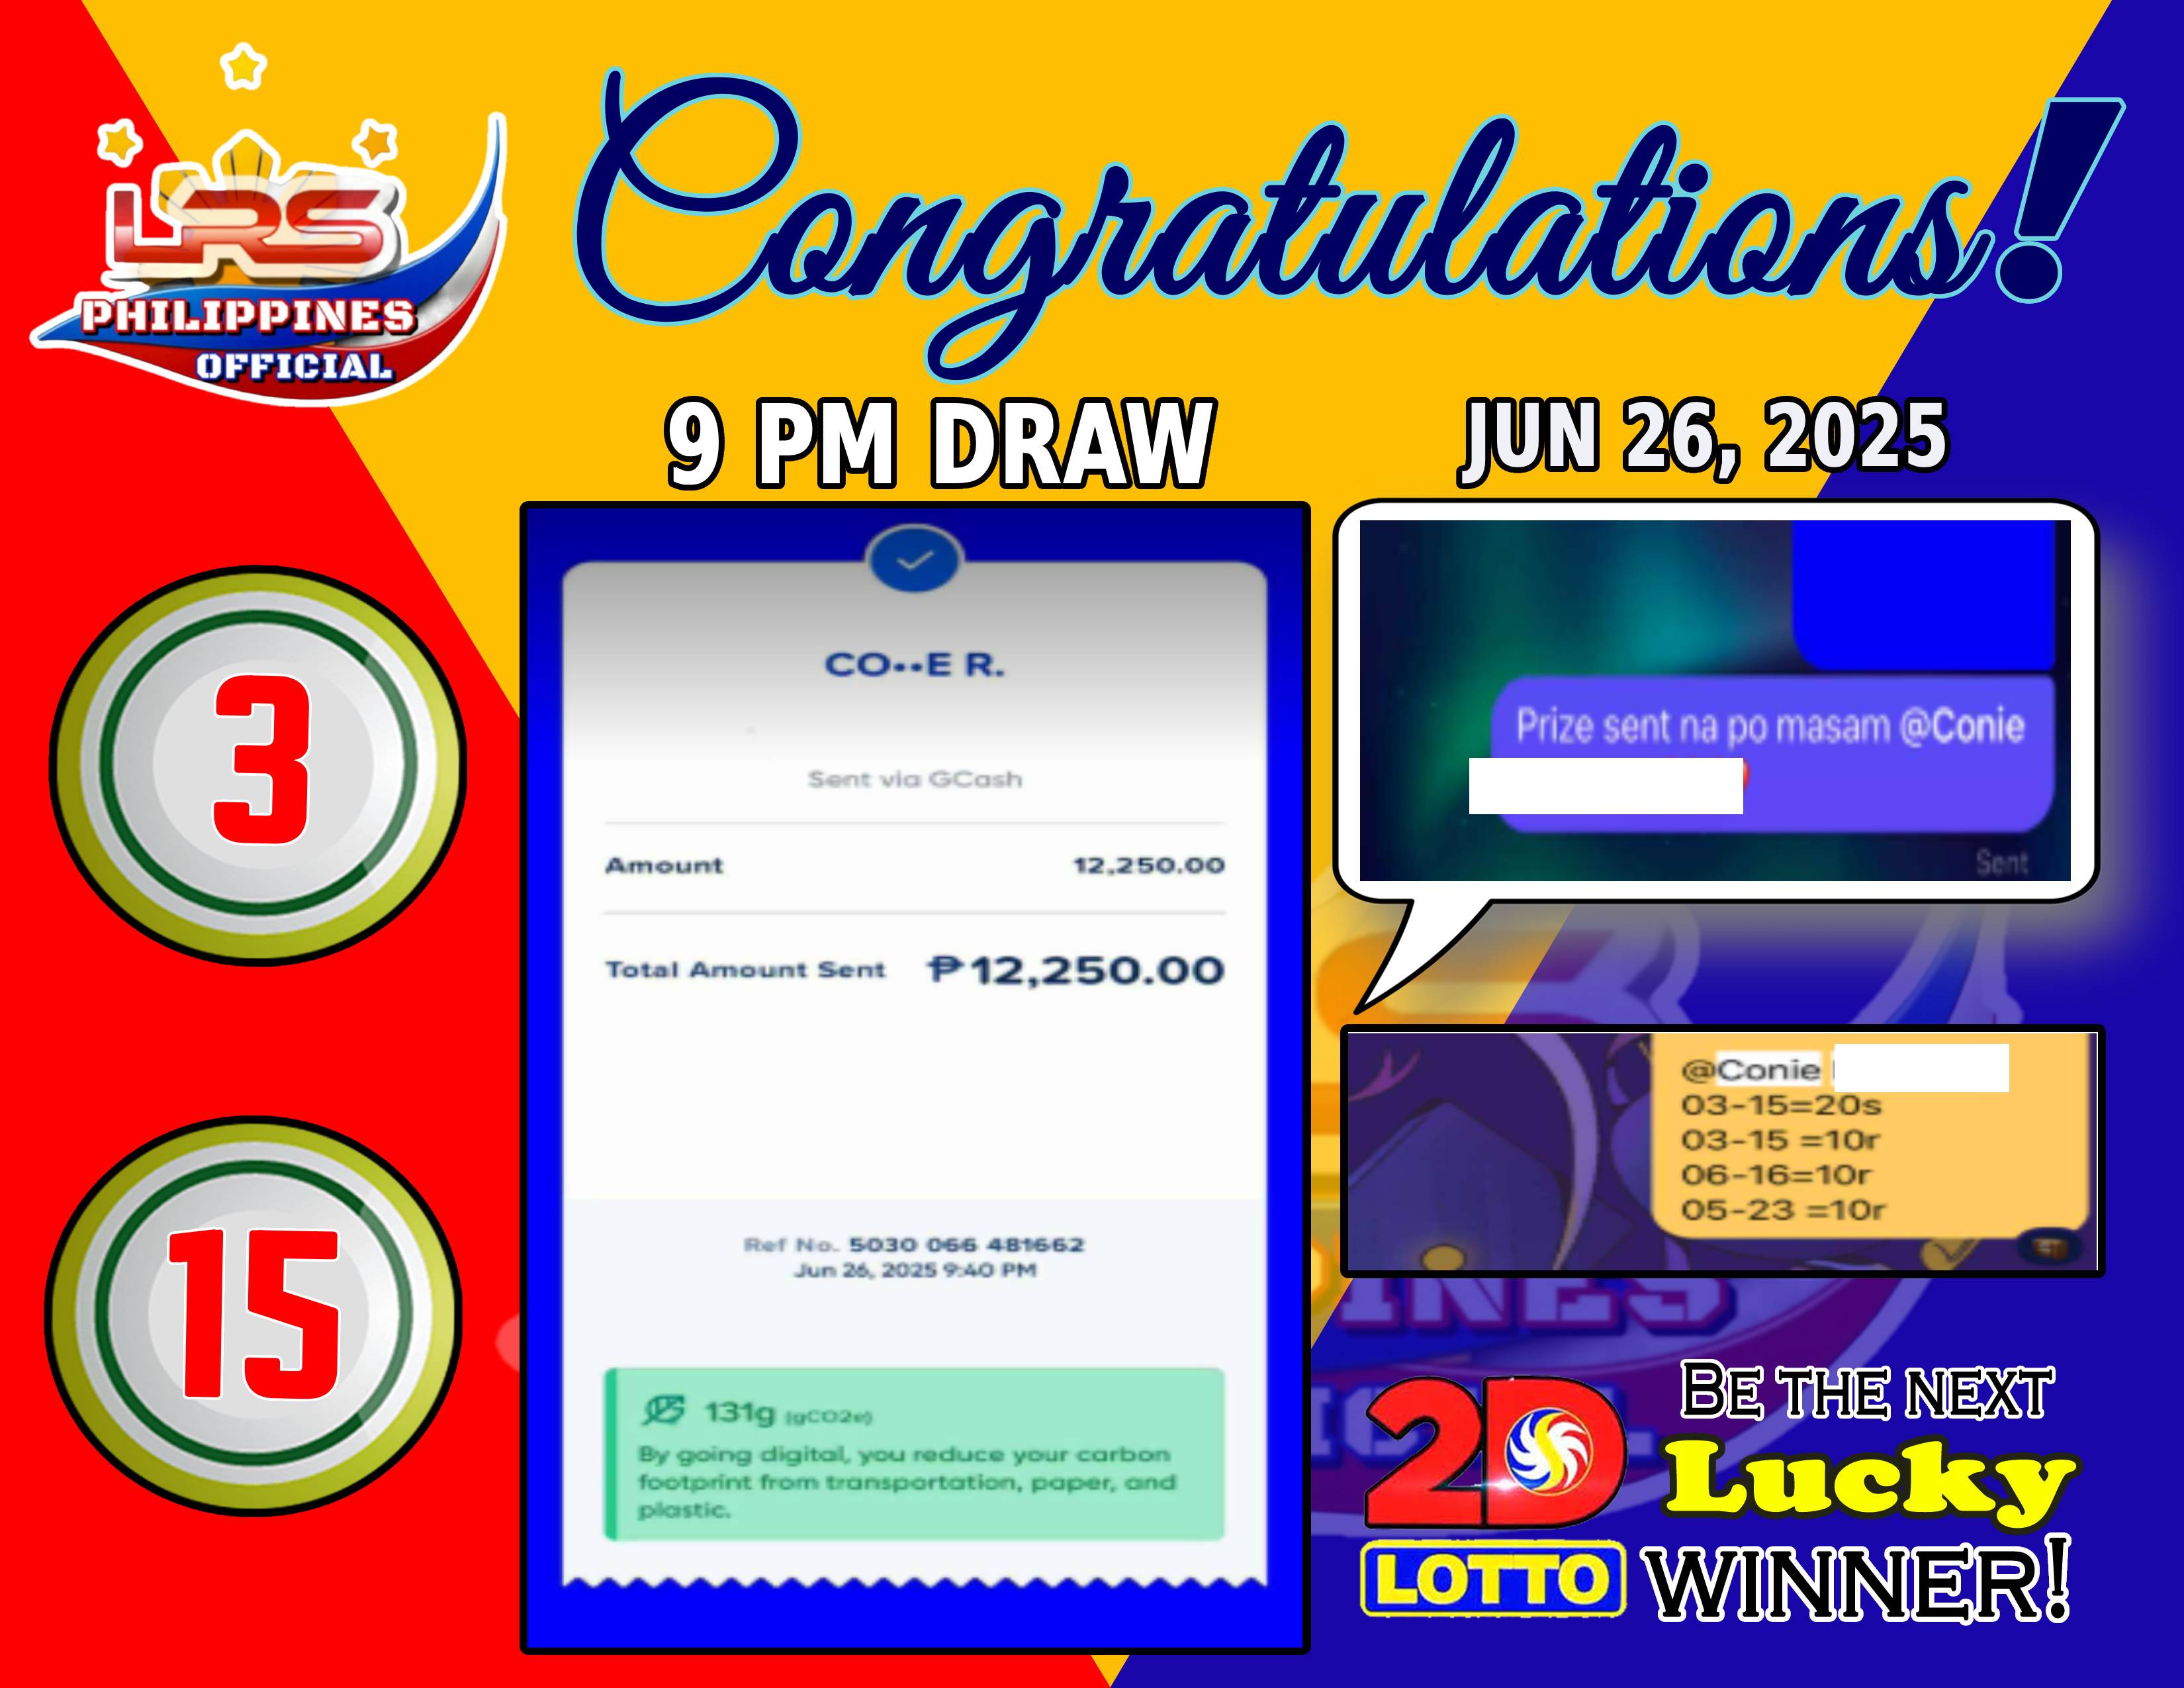 LRS
PHILIPPINES
OFFICIAL
Congratulations!
9 PM DRAW
JUN 26, 2025
3
15
CO••E R.
Sent via GCash
Amount 12,250.00
Total Amount Sent ₱12,250.00
Ref No. 5030 066 481662
Jun 26, 2025 9:40 PM
131g (gCO2e)
By going digital, you reduce your carbon
footprint from transportation, paper, and
plastic.
Prize sent na po masam @Conie
Sent
@Conie
03-15=20s
03-15 =10r
06-16=10r
05-23 =10r
2D
LOTTO
BE THE NEXT
Lucky
WINNER!